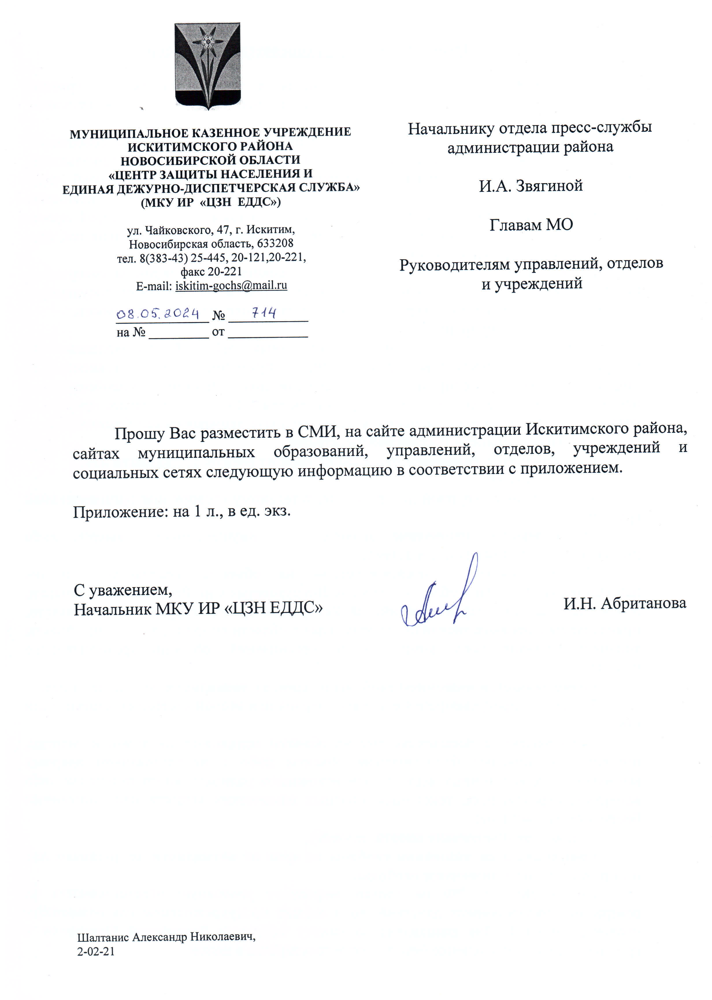 МУНИЦИПАЛЬНОЕ КАЗЕННОЕ УЧРЕЖДЕНИЕ
ИСКИТИМСКОГО РАЙОНА
НОВОСИБИРСКОЙ ОБЛАСТИ
«ЦЕНТР ЗАЩИТЫ НАСЕЛЕНИЯ И
ЕДИНАЯ ДЕЖУРНО-ДИСПЕТЧЕРСКАЯ СЛУЖБА»
(МКУ ИР «ЦЗН ЕДДС»)
ул. Чайковского, 47, г. Искитим,
Новосибирская область, 633208
тел. 8(383-43) 25-445, 20-121,20-221,
факс 20-221
E-mail: iskitim-gochs@mail.ru
08.05.2024 № 714
на № __________ от _____________
Начальнику отдела пресс-службы
администрации района
И.А. Звягиной
Главам МО
Руководителям управлений, отделов
и учреждений
Прошу Вас разместить в СМИ, на сайте администрации Искитимского района,
сайтах муниципальных образований, управлений, отделов, учреждений и
социальных сетях следующую информацию в соответствии с приложением.
Приложение: на 1 л., в ед. экз.
С уважением,
Начальник МКУ ИР «ЦЗН ЕДДС» И.Н. Абританова
Шалтанис Александр Николаевич,
2-02-21